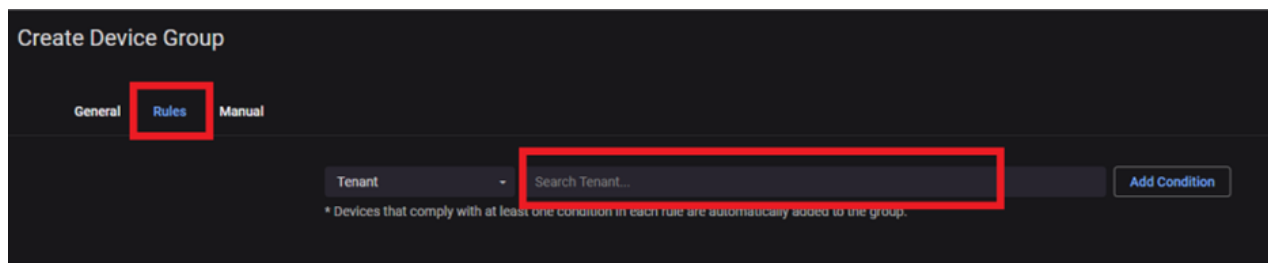 Create Device Group
General Rules Manual
Tenant Search Tenant... Add Condition
* Devices that comply with at least one condition in each rule are automatically added to the group.